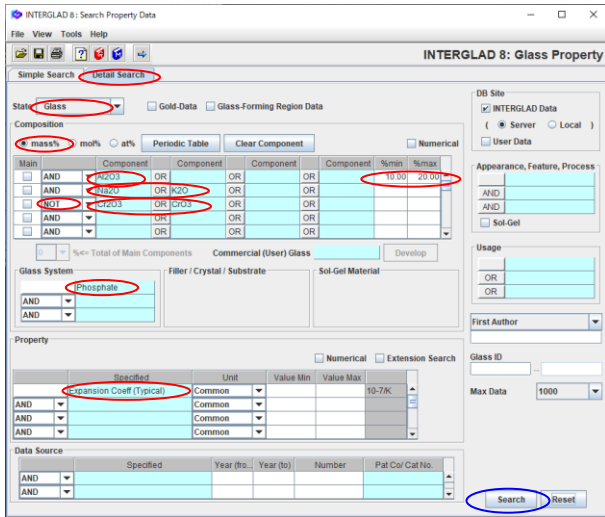 INTERGLAD 8 : Search Property Data
File View Tools Help
INTERGLAD 8: Glass Property
Simple Search Detail Search
State Glass Gold-Data Glass-Forming Region Data
Composition
mass% mol% at% Periodic Table Clear Component Numerical
Main Component Component Component Component %min %max
AND Al2O3 OR OR OR 10.00 20.00
AND Na2O OR K2O OR OR
NOT Cr2O3 OR CrO3 OR OR
AND OR OR OR
AND OR OR OR
0 %<= Total of Main Components Commercial (User) Glass Develop
Glass System Filler / Crystal / Substrate Sol-Gel Material
Phosphate
AND
AND
Property
Numerical Extension Search
Specified Unit Value Min Value Max
Expansion Coeff (Typical) Common 10-7/K
AND Common
AND Common
AND Common
Data Source
Specified Year (fro... Year (to) Number Pat Co/ Cat No.
AND
AND
DB Site
INTERGLAD Data
( Server Local )
User Data
Appearance, Feature, Process
AND
AND
Sol-Gel
Usage
OR
OR
First Author
Glass ID
..
Max Data 1000
Search Reset